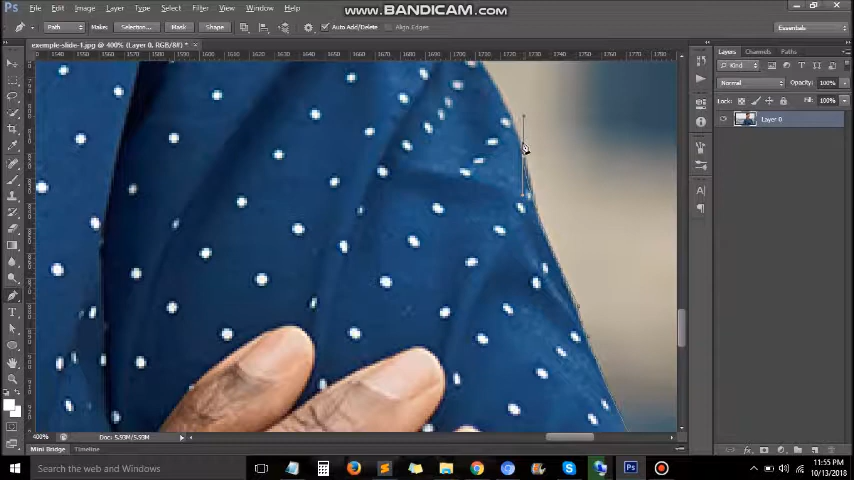 www.BANDICAM.com
Ps File Edit Image Layer Type Select Filter View Window Help
Path Make: Selection... Mask Shape Auto Add/Delete Align Edges Essentials
exemple-slide-1.jpg @ 400% (Layer 0, RGB/8#) *
Layers Channels Paths
Kind
Normal Opacity: 100%
Lock: Fill: 100%
Layer 0
400% Doc: 5.93M/5.93M
Mini Bridge Timeline
Search the web and Windows
11:55 PM
10/13/2018